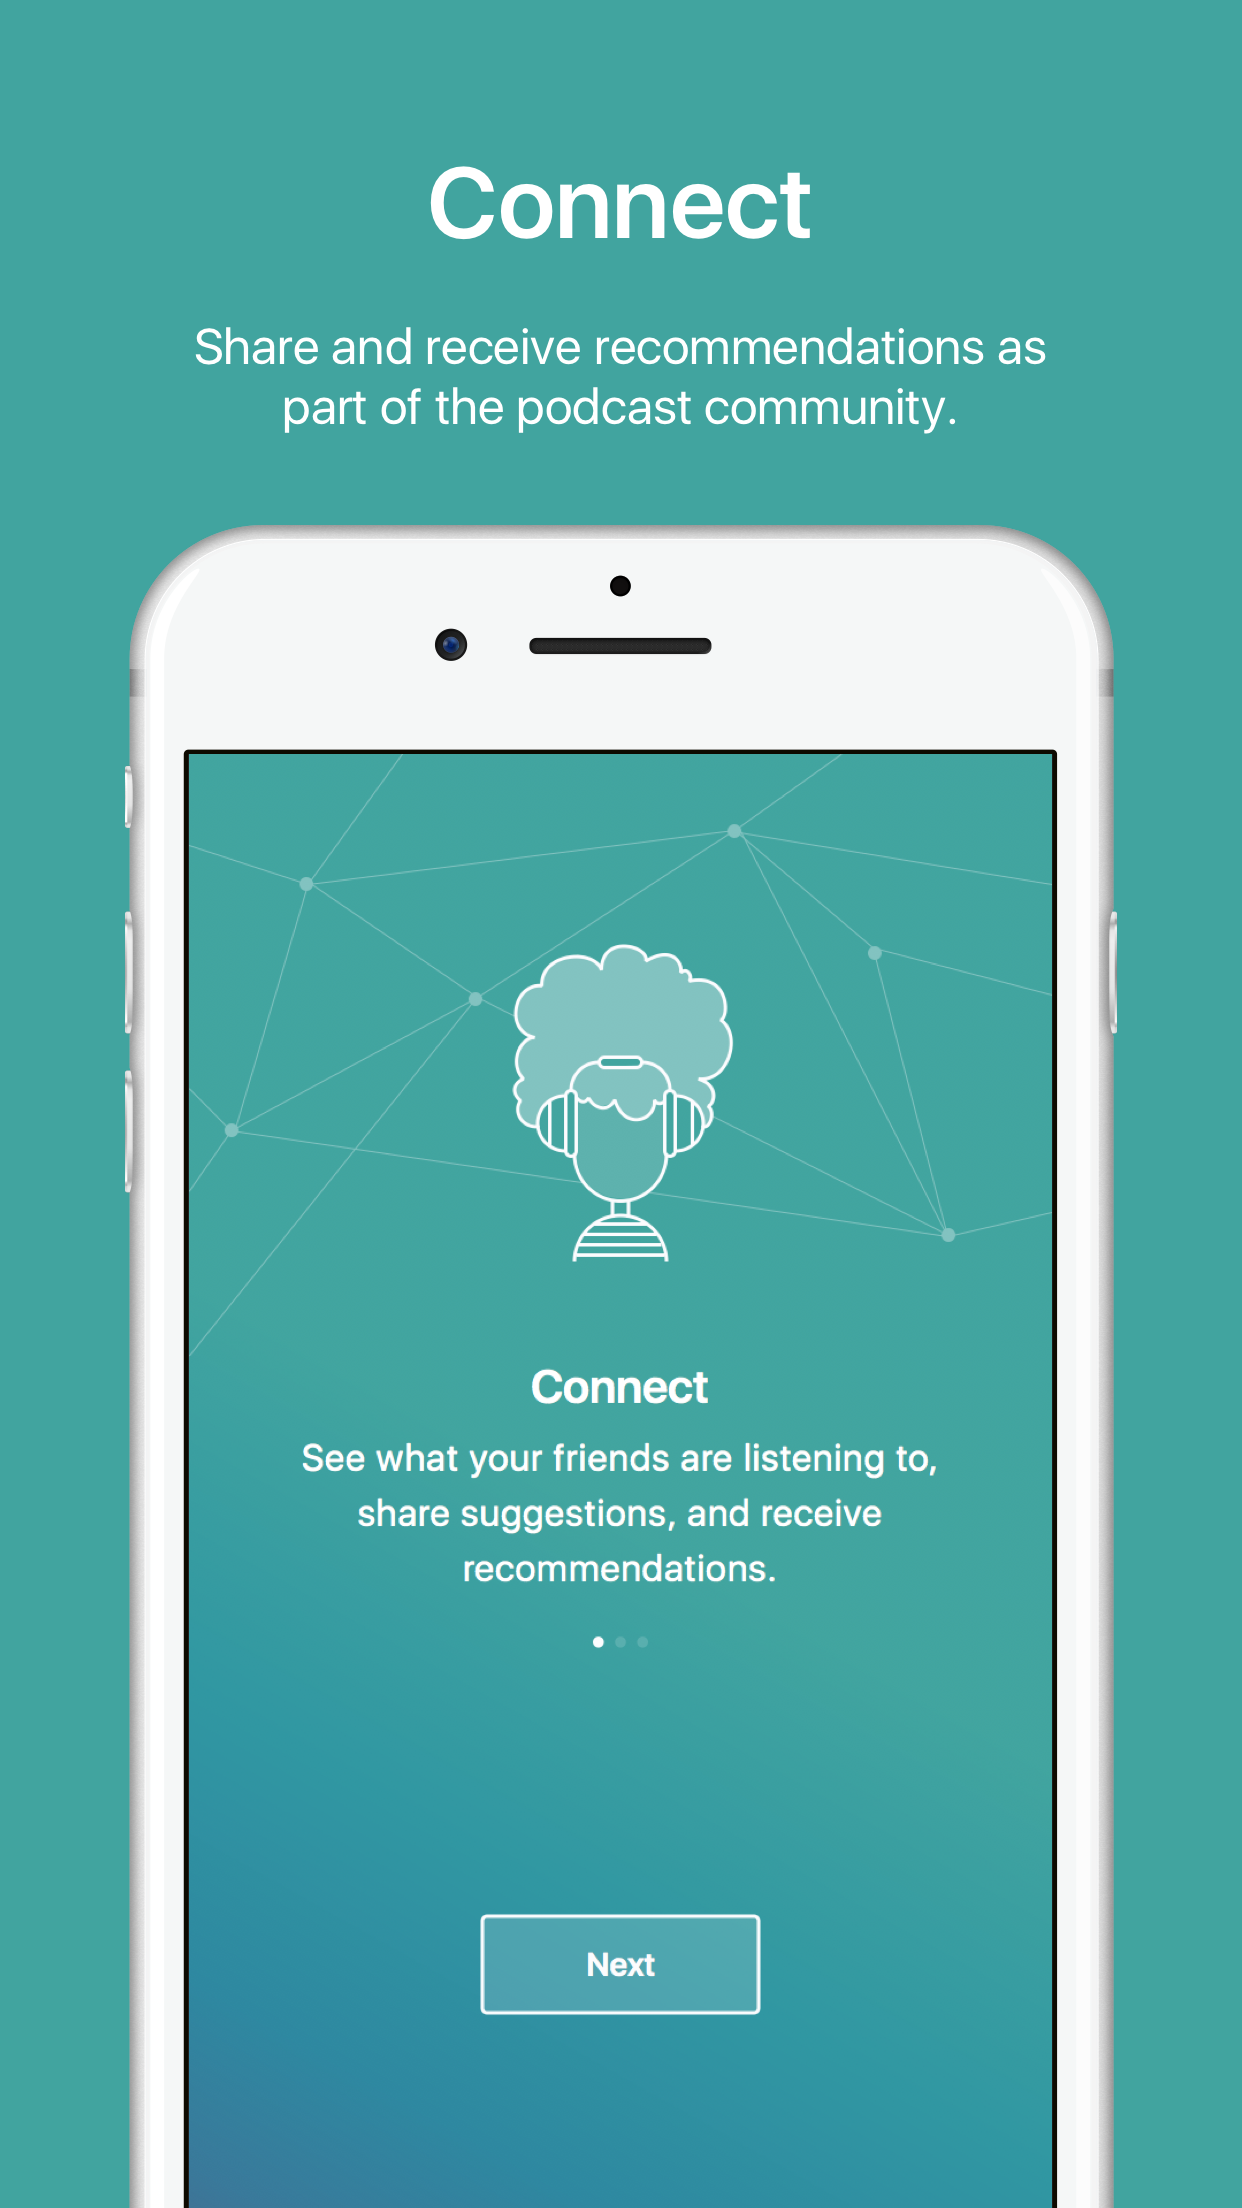 Connect
Share and receive recommendations as
part of the podcast community.
Connect
See what your friends are listening to,
share suggestions, and receive
recommendations.
Next